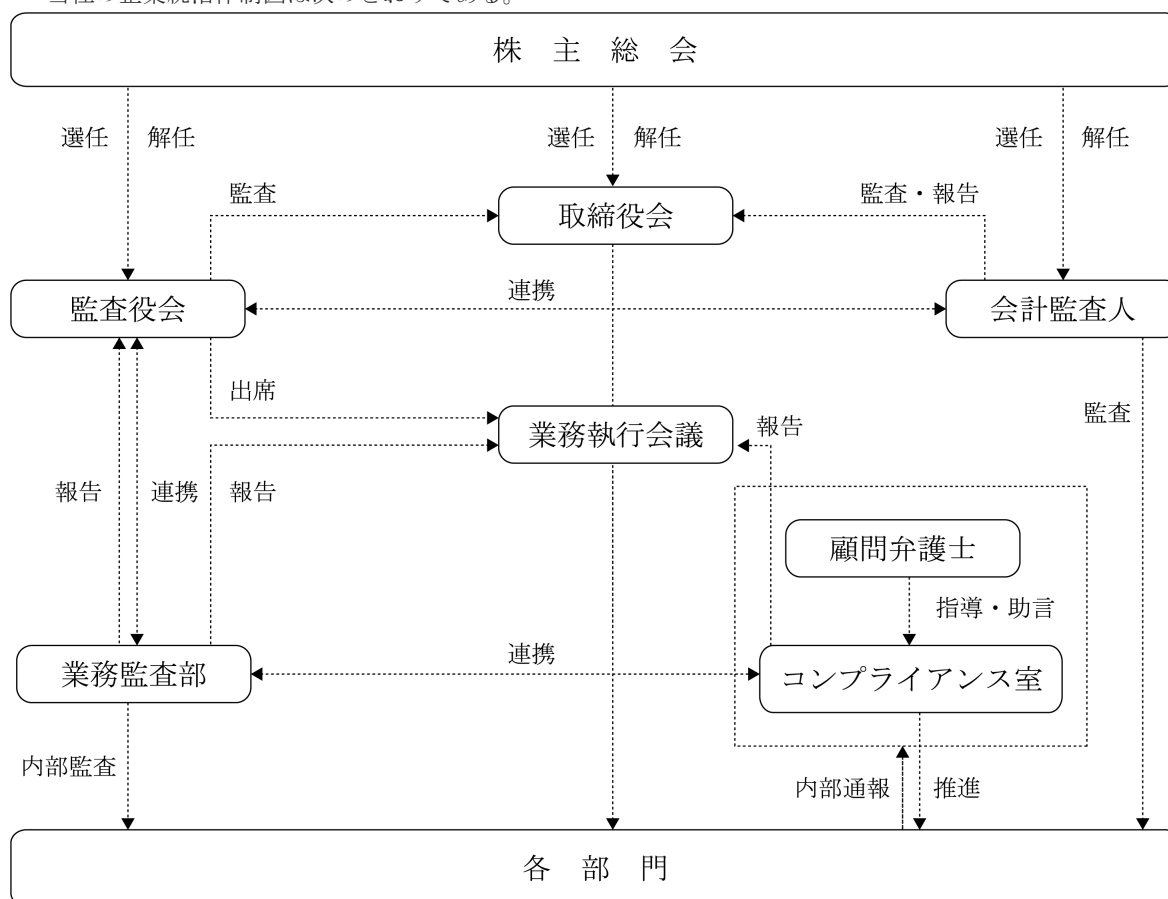 株 主 総 会
選任 解任
選任 解任
選任 解任
監査
取締役会
監査・報告
監査役会
連携
会計監査人
出席
業務執行会議
報告
監査
報告
連携
報告
顧問弁護士
指導・助言
業務監査部
連携
コンプライアンス室
内部監査
内部通報
推進
各 部 門